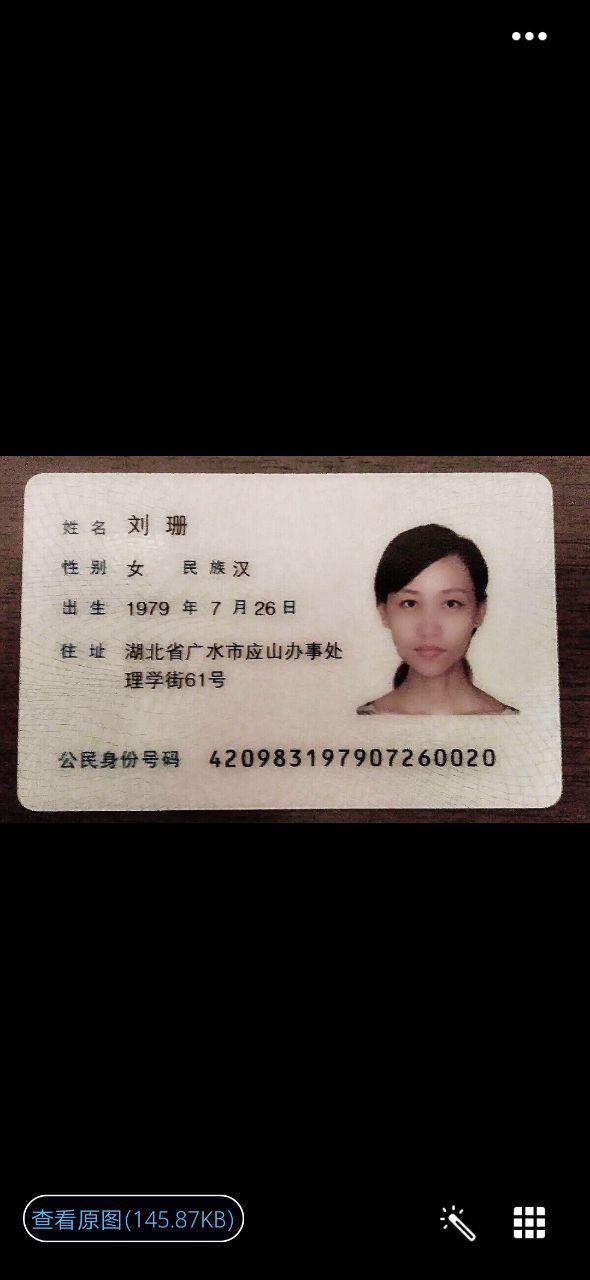 姓名 刘珊
性别 女 民族 汉
出生 1979 年 7 月 26 日
住址 湖北省广水市应山办事处
理学街61号
公民身份号码 420983197907260020
查看原图(145.87KB)